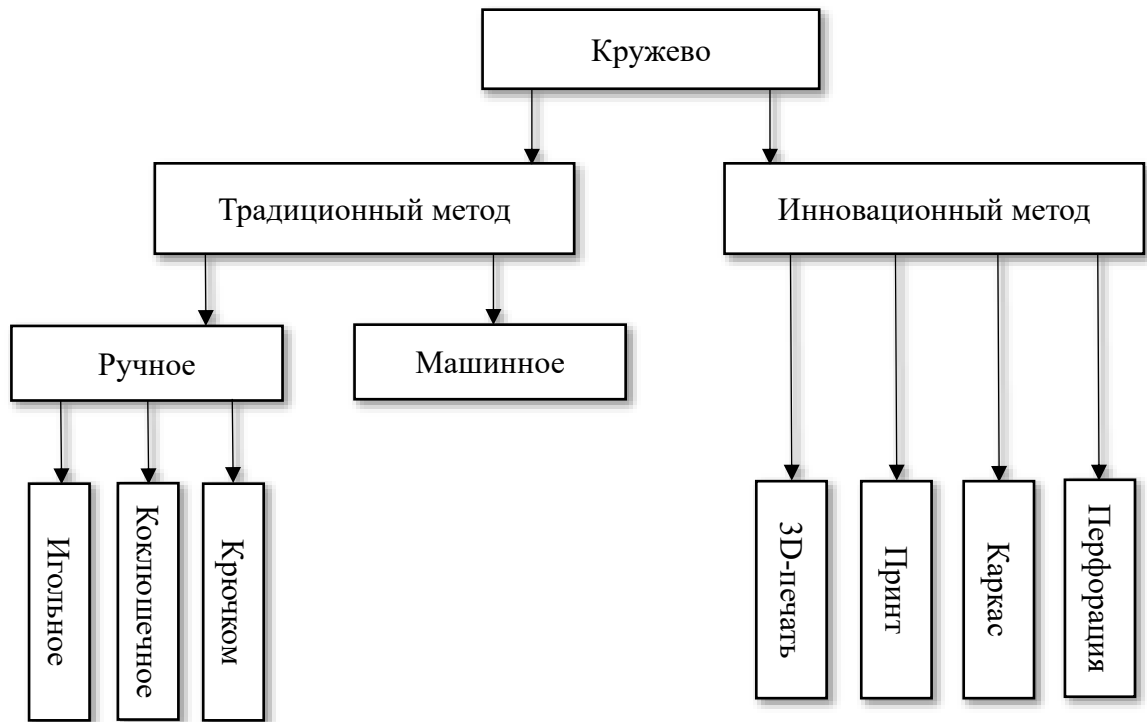 Кружево
Традиционный метод
Инновационный метод
Ручное
Машинное
Игольное
Коклюшечное
Крючком
3D-печать
Принт
Каркас
Перфорация